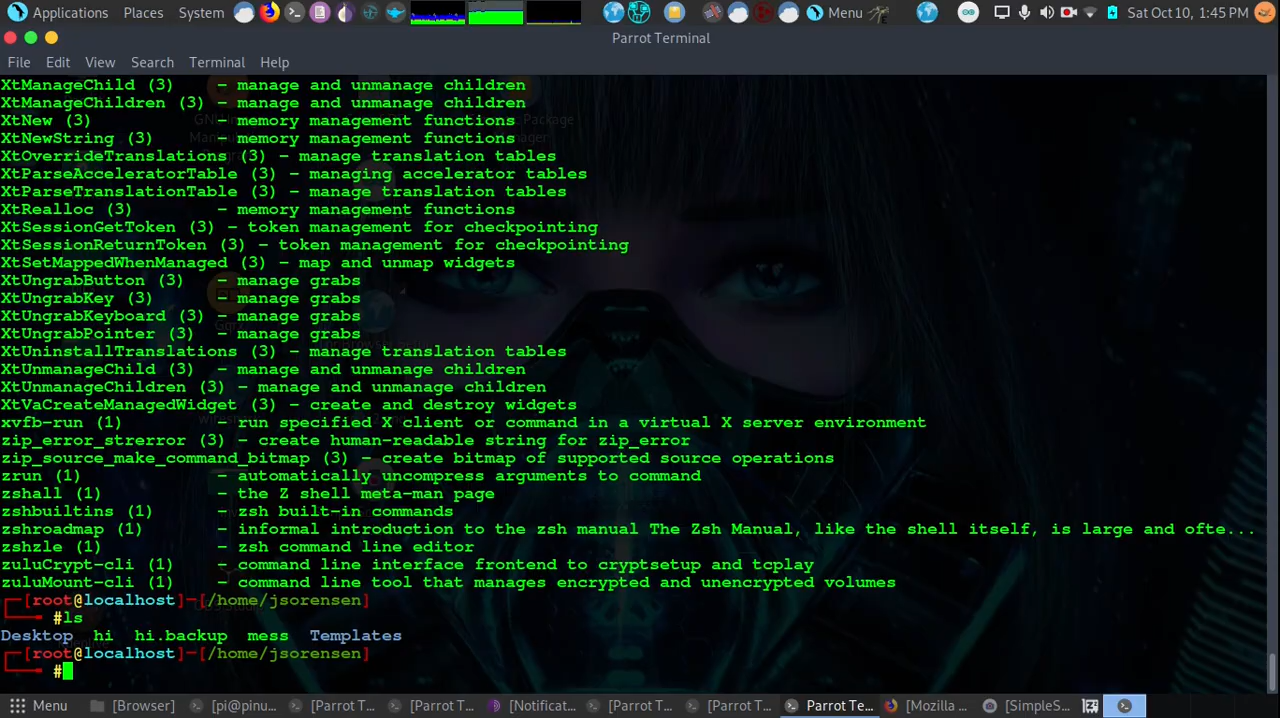 Applications Places System Menu Sat Oct 10, 1:45 PM
Parrot Terminal
File Edit View Search Terminal Help
XtManageChild (3) - manage and unmanage children
XtManageChildren (3) - manage and unmanage children
XtNew (3) - memory management functions
XtNewString (3) - memory management functions
XtOverrideTranslations (3) - manage translation tables
XtParseAcceleratorTable (3) - managing accelerator tables
XtParseTranslationTable (3) - manage translation tables
XtRealloc (3) - memory management functions
XtSessionGetToken (3) - token management for checkpointing
XtSessionReturnToken (3) - token management for checkpointing
XtSetMappedWhenManaged (3) - map and unmap widgets
XtUngrabButton (3) - manage grabs
XtUngrabKey (3) - manage grabs
XtUngrabKeyboard (3) - manage grabs
XtUngrabPointer (3) - manage grabs
XtUninstallTranslations (3) - manage translation tables
XtUnmanageChild (3) - manage and unmanage children
XtUnmanageChildren (3) - manage and unmanage children
XtVaCreateManagedWidget (3) - create and destroy widgets
xvfb-run (1) - run specified X client or command in a virtual X server environment
zip_error_strerror (3) - create human-readable string for zip_error
zip_source_make_command_bitmap (3) - create bitmap of supported source operations
zrun (1) - automatically uncompress arguments to command
zshall (1) - the Z shell meta-man page
zshbuiltins (1) - zsh built-in commands
zshroadmap (1) - informal introduction to the zsh manual The Zsh Manual, like the shell itself, is large and ofte...
zshzle (1) - zsh command line editor
zuluCrypt-cli (1) - command line interface frontend to cryptsetup and tcplay
zuluMount-cli (1) - command line tool that manages encrypted and unencrypted volumes
┌─[root@localhost]─[/home/jsorensen]
└──╼ #ls
Desktop hi hi.backup mess Templates
┌─[root@localhost]─[/home/jsorensen]
└──╼ #
Menu [Browser] [pi@pinu... [Parrot T... [Parrot T... [Notificat... [Parrot T... [Parrot T... Parrot Te... [Mozilla ... [SimpleS...